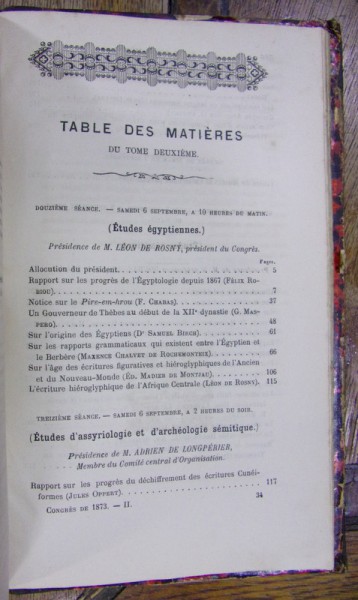 TABLE DES MATIÈRES
DU TOME DEUXIÈME.
DOUZIÈME SÉANCE. — SAMEDI 6 SEPTEMBRE, A 10 HEURES DU MATIN.
(Études égyptiennes.)
Présidence de M. LÉON DE ROSNY, président du Congrès.
Pages.
Allocution du président. 5
Rapport sur les progrès de l'Égyptologie depuis 1867 (FÉLIX RO-
BIOU). 7
Notice sur le Pire-em-hrou (F. CHABAS). 37
Un Gouverneur de Thèbes au début de la XIIe dynastie (G. MAS-
PERO). 48
Sur l'origine des Égyptiens (Dr SAMUEL BIRCH). 61
Sur les rapports grammaticaux qui existent entre l'Égyptien et
le Berbère (MAXENCE CHALVET DE ROCHEMONTEIX). 66
Sur l'âge des écritures figuratives et hiéroglyphiques de l'Ancien
et du Nouveau-Monde (ÉD. MADIER DE MONTJAU). 106
L'écriture hiéroglyphique de l'Afrique Centrale (LÉON DE ROSNY). 115
TREIZIÈME SÉANCE. — SAMEDI 6 SEPTEMBRE, A 2 HEURES DU SOIR.
(Études d'assyriologie et d'archéologie sémitique.)
Présidence de M. ADRIEN DE LONGPÉRIER,
Membre du Comité central d'Organisation.
Rapport sur les progrès du déchiffrement des écritures Cunéi-
formes (JULES OPPERT). 117
CONGRÈS DE 1873. — II. 34